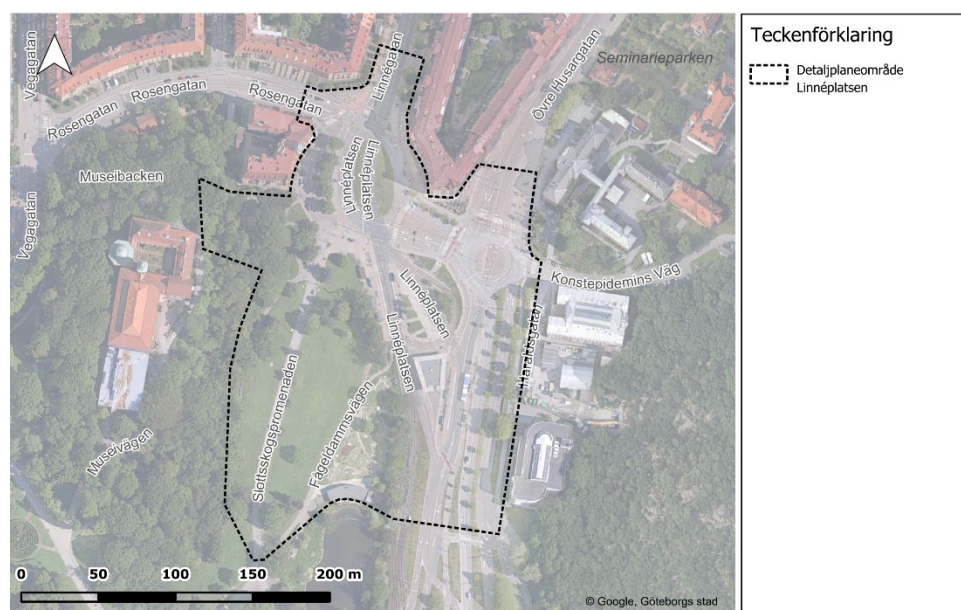 Teckenförklaring
Detaljplaneområde
Linnéplatsen
Vegagatan
Rosengatan
Rosengatan
Rosengatan
Linnégatan
Seminarieparken
Övre Husargatan
Museibacken
Linnéplatsen
Linnéplatsen
Vegagatan
Konstepidemins Väg
Linnéplatsen
Linnéplatsen
Haraldsgatan
Slottsskogspromenaden
Fågeldammsvägen
Museivägen
0 50 100 150 200 m
© Google, Göteborgs stad